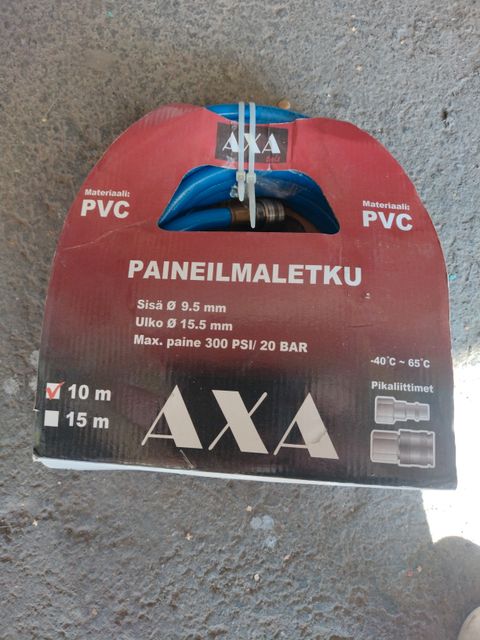 AXA
Materiaali:
PVC
Materiaali:
PVC
PAINEILMALETKU
Sisä Ø 9.5 mm
Ulko Ø 15.5 mm
Max. paine 300 PSI/ 20 BAR
-40°C ~ 65°C
10 m
15 m
Pikaliittimet
AXA